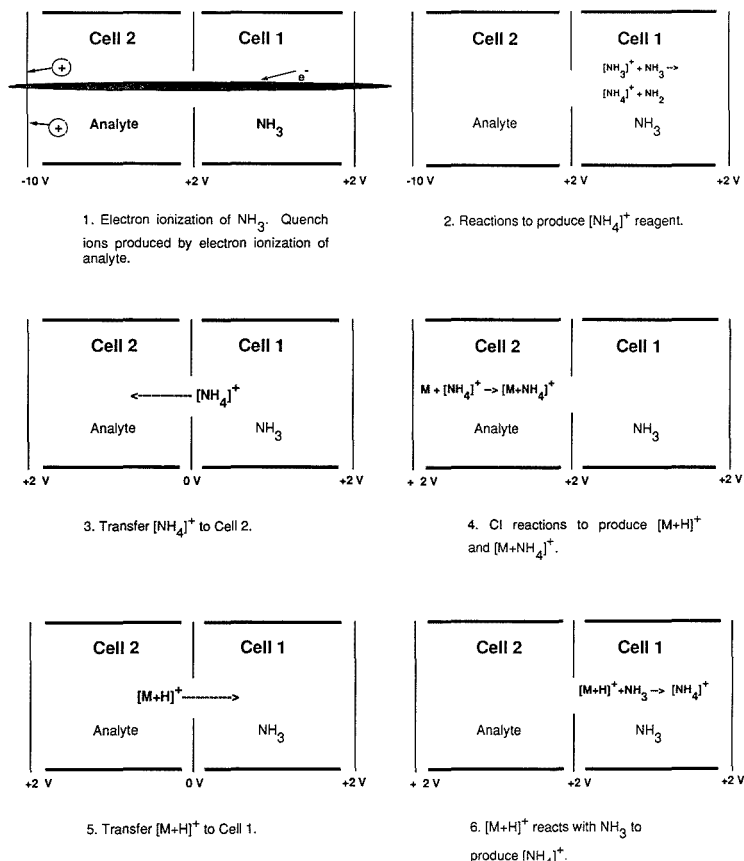 Cell 2 Cell 1
+
e⁻
+
Analyte NH₃
-10 V +2 V +2 V
1. Electron ionization of NH₃. Quench
ions produced by electron ionization of
analyte.
Cell 2 Cell 1
[NH₃]⁺ + NH₃ –>
[NH₄]⁺ + NH₂
Analyte NH₃
-10 V +2 V +2 V
2. Reactions to produce [NH₄]⁺ reagent.
Cell 2 Cell 1
[NH₄]⁺
Analyte NH₃
+2 V 0 V +2 V
3. Transfer [NH₄]⁺ to Cell 2.
Cell 2 Cell 1
M + [NH₄]⁺ –> [M+NH₄]⁺
Analyte NH₃
+ 2 V +2 V +2 V
4. CI reactions to produce [M+H]⁺
and [M+NH₄]⁺.
Cell 2 Cell 1
[M+H]⁺
Analyte NH₃
+2 V 0 V +2 V
5. Transfer [M+H]⁺ to Cell 1.
Cell 2 Cell 1
[M+H]⁺+NH₃ –> [NH₄]⁺
Analyte NH₃
+ 2 V +2 V +2 V
6. [M+H]⁺ reacts with NH₃ to
produce [NH₄]⁺.